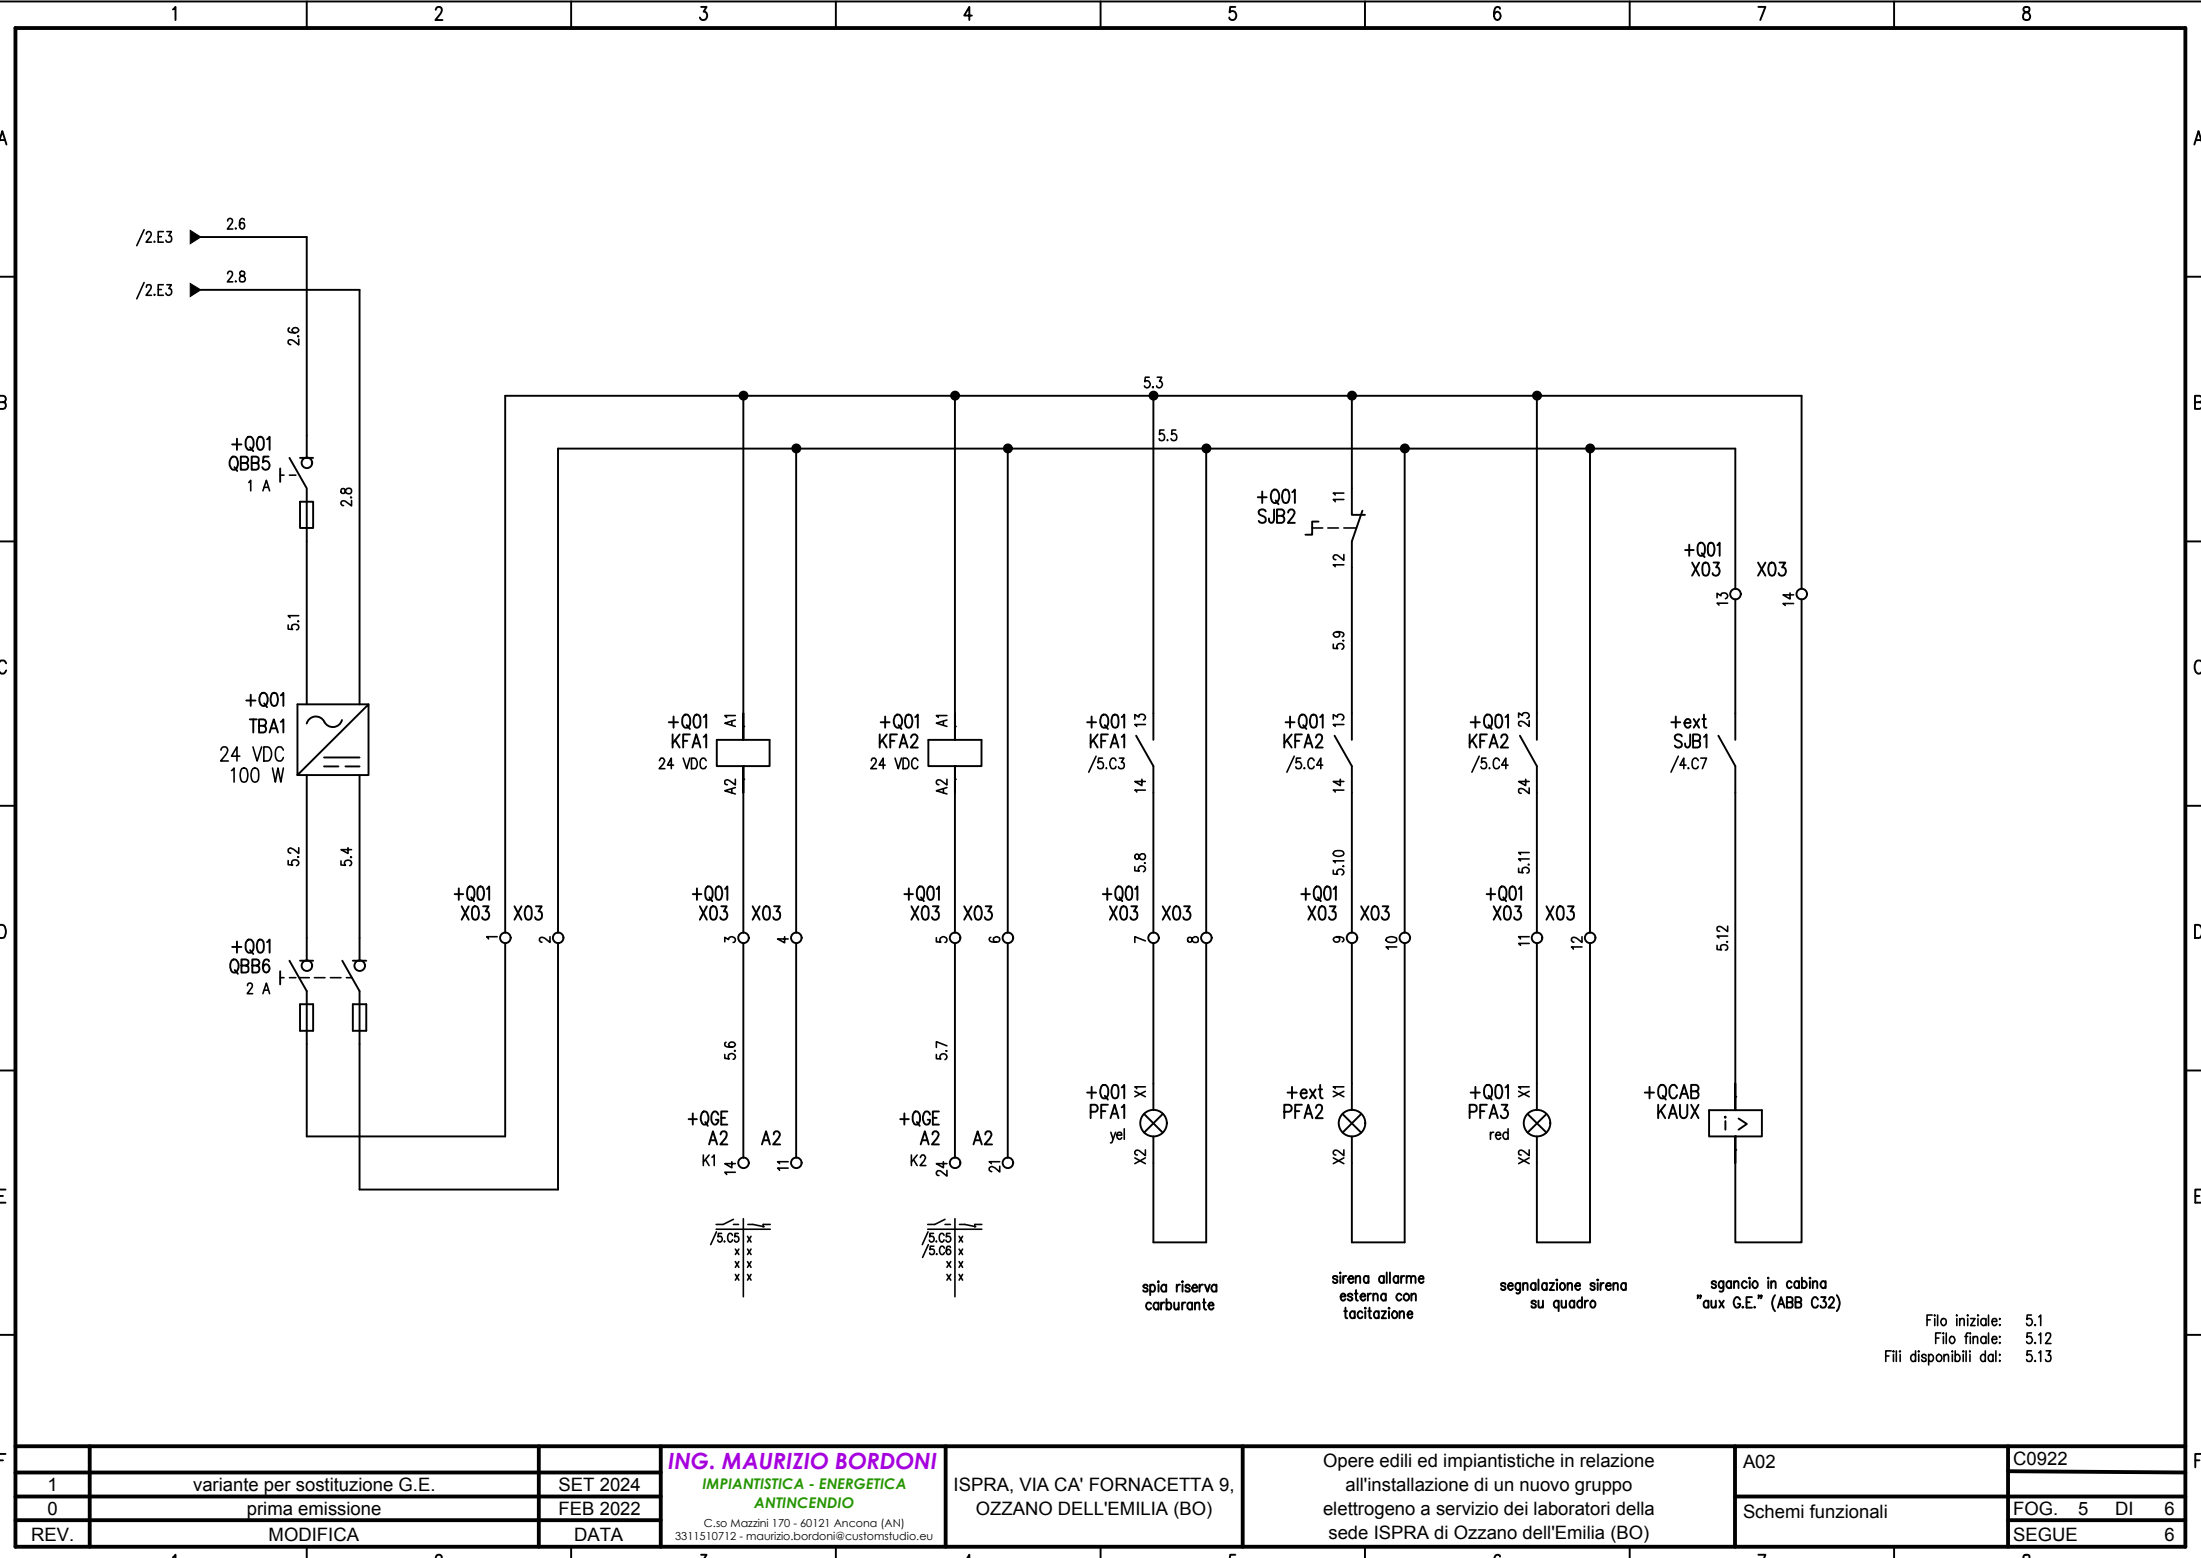 1 2 3 4 5 6 7 8
A A
/2.E3 2.6
/2.E3 2.8
2.6
B B
5.3
5.5
+Q01
QBB5
1 A
2.8
+Q01
SJB2
11
12
+Q01
X03 X03
13 14
5.1
5.9
C C
+Q01
TBA1
24 VDC
100 W
+Q01 A1
KFA1
24 VDC
A2
+Q01 A1
KFA2
24 VDC
A2
+Q01 13
KFA1
/5.C3
14
+Q01 13
KFA2
/5.C4
14
+Q01 23
KFA2
/5.C4
24
+ext
SJB1
/4.C7
5.2 5.4
5.8 5.10 5.11
+Q01
X03 X03
1 2
+Q01
X03 X03
3 4
+Q01
X03 X03
5 6
+Q01
X03 X03
7 8
+Q01
X03 X03
9 10
+Q01
X03 X03
11 12
5.12
D D
+Q01
QBB6
2 A
5.6 5.7
+QGE
A2 A2
K1 14 11
+QGE
A2 A2
K2 24 21
+Q01 X1
PFA1
yel
X2
+ext X1
PFA2
X2
+Q01 X1
PFA3
red
X2
+QCAB
KAUX
i >
E E
/5.C5 x
x x
x x
x x
/5.C5 x
/5.C6 x
x x
x x
spia riserva
carburante
sirena allarme
esterna con
tacitazione
segnalazione sirena
su quadro
sgancio in cabina
"aux G.E." (ABB C32)
Filo iniziale: 5.1
Filo finale: 5.12
Fili disponibili dal: 5.13
F F
1 variante per sostituzione G.E. SET 2024
0 prima emissione FEB 2022
REV. MODIFICA DATA
ING. MAURIZIO BORDONI
IMPIANTISTICA - ENERGETICA
ANTINCENDIO
C.so Mazzini 170 - 60121 Ancona (AN)
3311510712 - maurizio.bordoni@customstudio.eu
ISPRA, VIA CA' FORNACETTA 9,
OZZANO DELL'EMILIA (BO)
Opere edili ed impiantistiche in relazione
all'installazione di un nuovo gruppo
elettrogeno a servizio dei laboratori della
sede ISPRA di Ozzano dell'Emilia (BO)
A02
Schemi funzionali
C0922
FOG. 5 DI 6
SEGUE 6